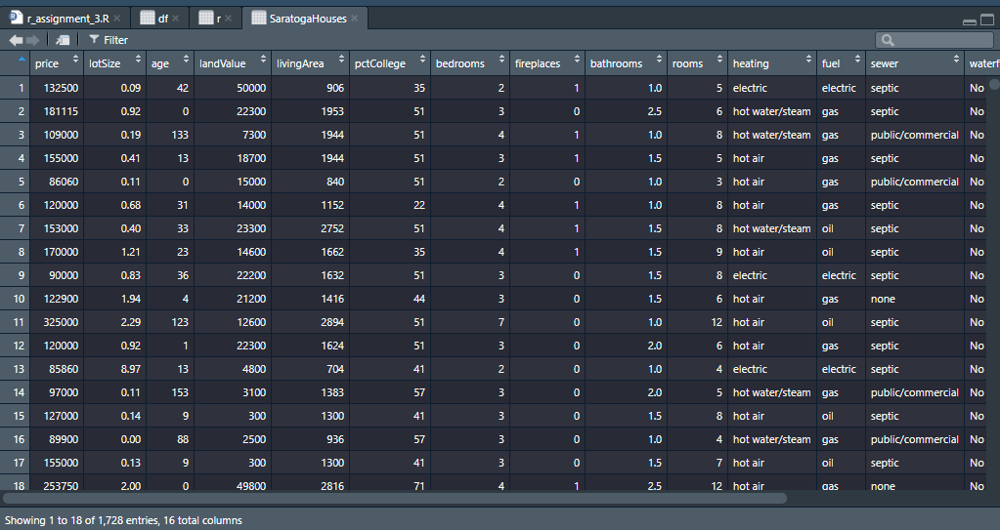 r_assignment_3.R × df × r × SaratogaHouses ×
Filter
price lotSize age landValue livingArea pctCollege bedrooms fireplaces bathrooms rooms heating fuel sewer waterf
1 132500 0.09 42 50000 906 35 2 1 1.0 5 electric electric septic No
2 181115 0.92 0 22300 1953 51 3 0 2.5 6 hot water/steam gas septic No
3 109000 0.19 133 7300 1944 51 4 1 1.0 8 hot water/steam gas public/commercial No
4 155000 0.41 13 18700 1944 51 3 1 1.5 5 hot air gas septic No
5 86060 0.11 0 15000 840 51 2 0 1.0 3 hot air gas public/commercial No
6 120000 0.68 31 14000 1152 22 4 1 1.0 8 hot air gas septic No
7 153000 0.40 33 23300 2752 51 4 1 1.5 8 hot water/steam oil septic No
8 170000 1.21 23 14600 1662 35 4 1 1.5 9 hot air oil septic No
9 90000 0.83 36 22200 1632 51 3 0 1.5 8 electric electric septic No
10 122900 1.94 4 21200 1416 44 3 0 1.5 6 hot air gas none No
11 325000 2.29 123 12600 2894 51 7 0 1.0 12 hot air oil septic No
12 120000 0.92 1 22300 1624 51 3 0 2.0 6 hot air gas septic No
13 85860 8.97 13 4800 704 41 2 0 1.0 4 electric electric septic No
14 97000 0.11 153 3100 1383 57 3 0 2.0 5 hot water/steam gas public/commercial No
15 127000 0.14 9 300 1300 41 3 0 1.5 8 hot air oil septic No
16 89900 0.00 88 2500 936 57 3 0 1.0 4 hot water/steam gas public/commercial No
17 155000 0.13 9 300 1300 41 3 0 1.5 7 hot air oil septic No
18 253750 2.00 0 49800 2816 71 4 1 2.5 12 hot air gas none No
Showing 1 to 18 of 1,728 entries, 16 total columns